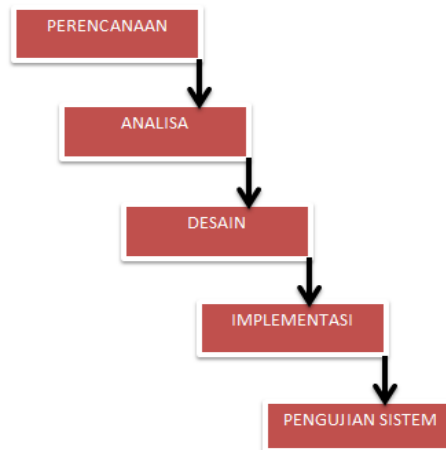 PERENCANAAN
ANALISA
DESAIN
IMPLEMENTASI
PENGUJIAN SISTEM